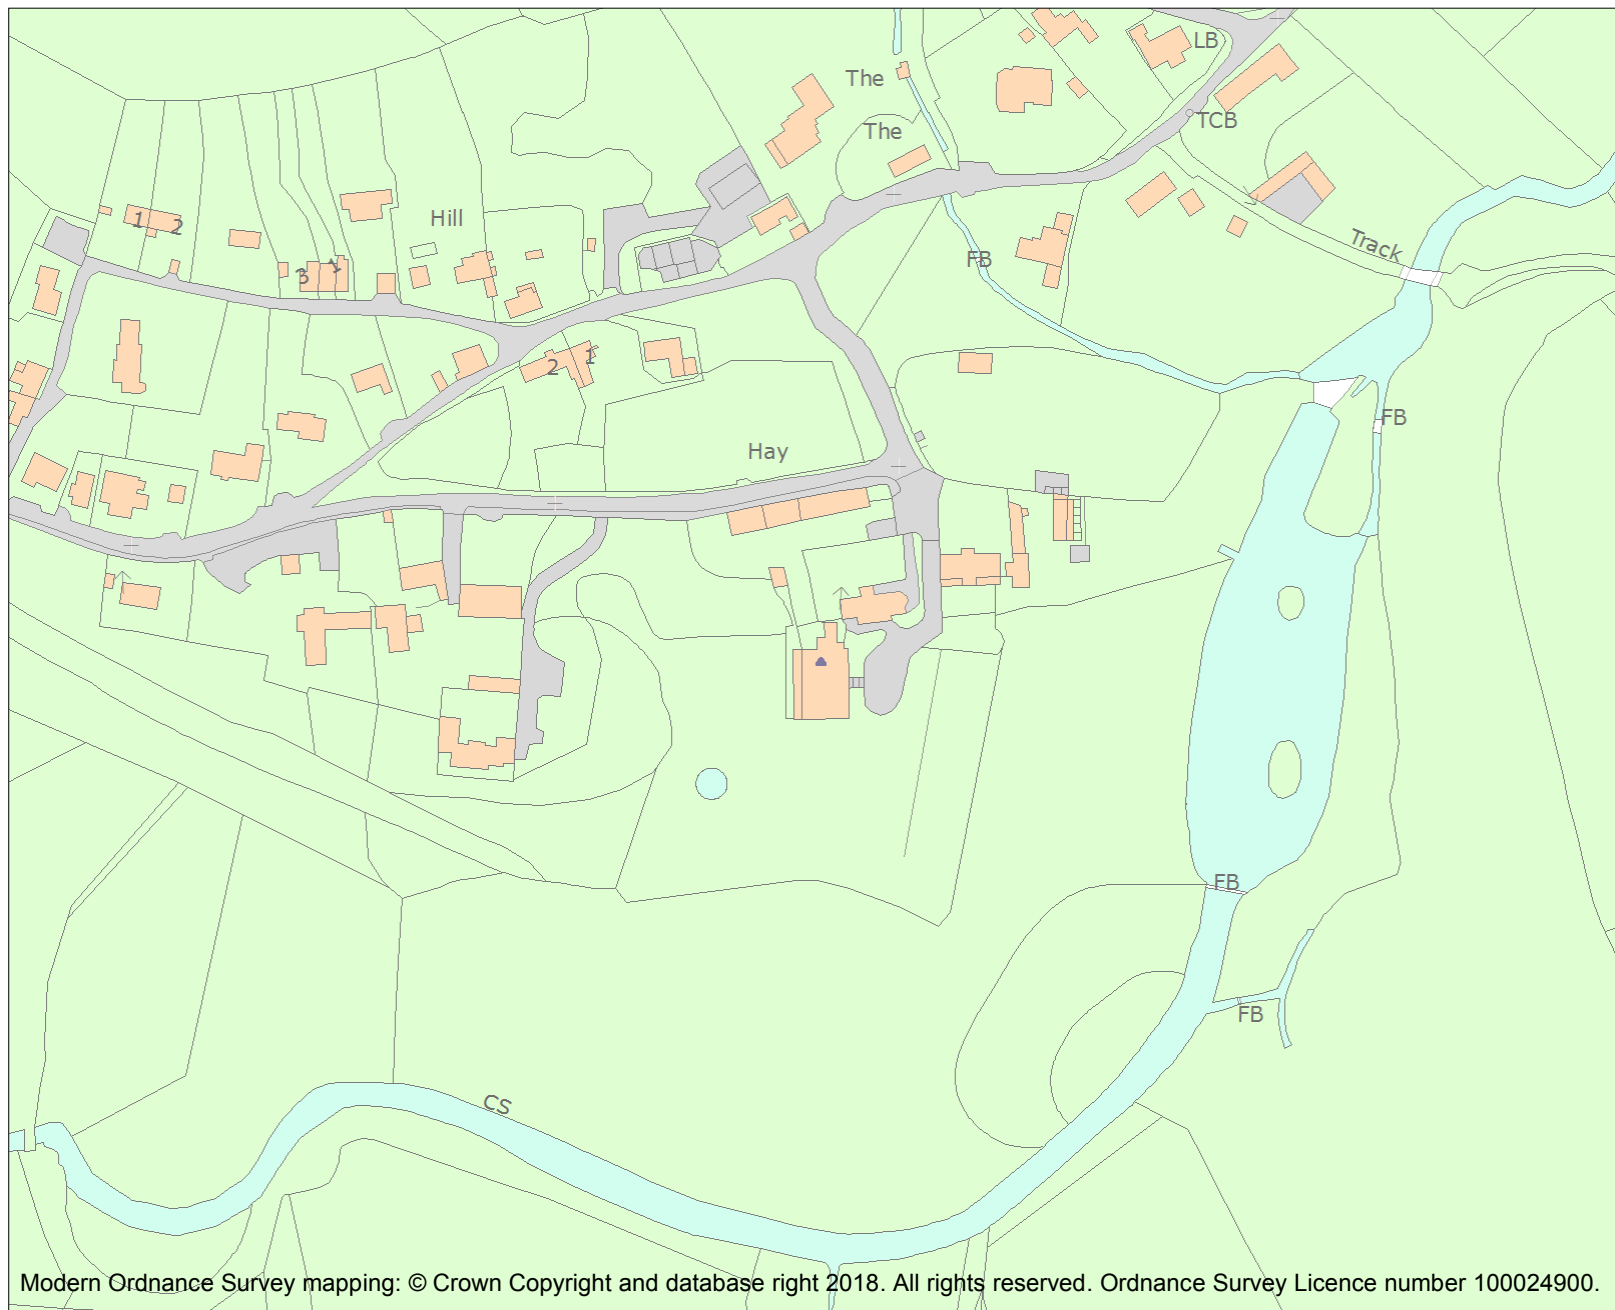 LB
The
TCB
The
1
2
Hill
Track
FB
3
1
2
1
FB
Hay
FB
FB
CS
Modern Ordnance Survey mapping: © Crown Copyright and database right 2018. All rights reserved. Ordnance Survey Licence number 100024900.